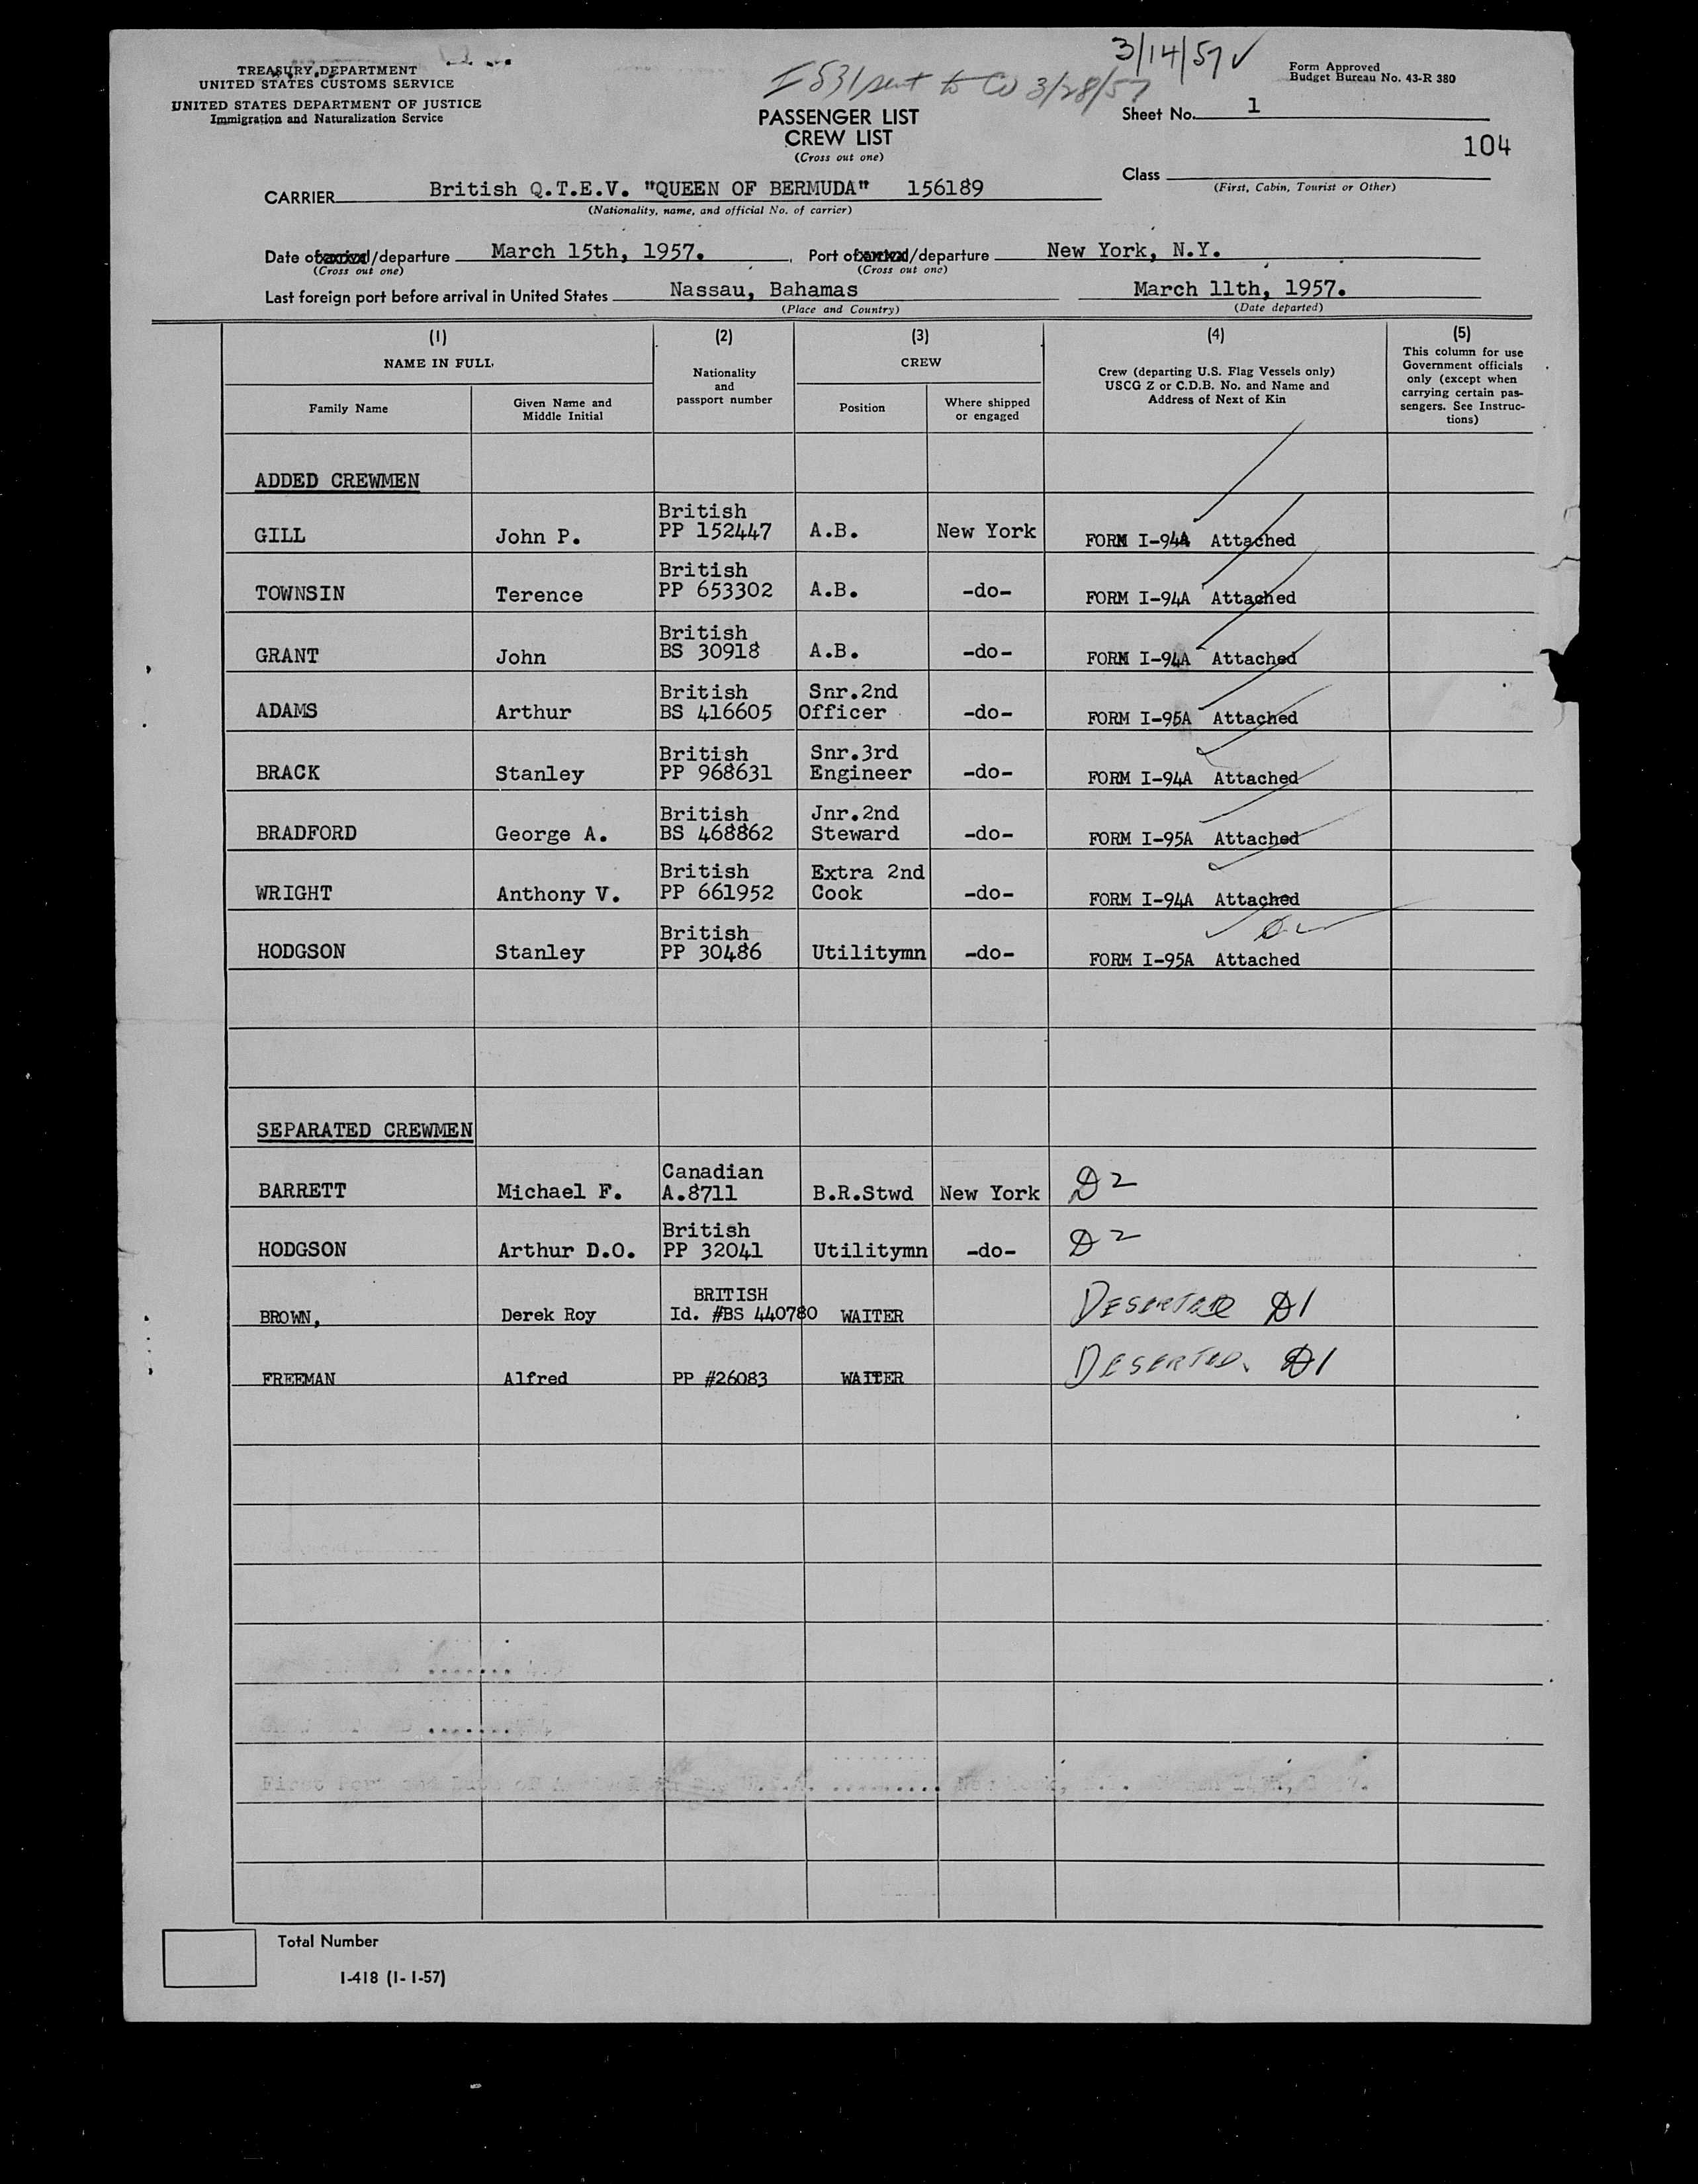 3/14/57 ✓
I 531 sent to CO 3/28/57
TREASURY DEPARTMENT
UNITED STATES CUSTOMS SERVICE
UNITED STATES DEPARTMENT OF JUSTICE
Immigration and Naturalization Service
PASSENGER LIST
CREW LIST
(Cross out one)
Form Approved
Budget Bureau No. 43-R 380
Sheet No. 1
104
Class
(First, Cabin, Tourist or Other)
CARRIER British Q.T.E.V. "QUEEN OF BERMUDA" 156189
(Nationality, name, and official No. of carrier)
Date of /departure March 15th, 1957. , Port of /departure New York, N.Y.
(Cross out one) (Cross out one)
Last foreign port before arrival in United States Nassau, Bahamas March 11th, 1957.
(Place and Country) (Date departed)
(1) (2) (3) (4) (5)
NAME IN FULL
Family Name
Given Name and
Middle Initial
Nationality
and
passport number
CREW
Position
Where shipped
or engaged
Crew (departing U.S. Flag Vessels only)
USCG Z or C.D.B. No. and Name and
Address of Next of Kin
This column for use
Government officials
only (except when
carrying certain pas-
sengers. See Instruc-
tions)
ADDED CREWMEN
British
GILL John P. PP 152447 A.B. New York FORM I-94A Attached
British
TOWNSIN Terence PP 653302 A.B. -do- FORM I-94A Attached
British
GRANT John BS 30918 A.B. -do- FORM I-94A Attached
British Snr.2nd
ADAMS Arthur BS 416605 Officer -do- FORM I-95A Attached
British Snr.3rd
BRACK Stanley PP 968631 Engineer -do- FORM I-94A Attached
British Jnr.2nd
BRADFORD George A. BS 468862 Steward -do- FORM I-95A Attached
British Extra 2nd
WRIGHT Anthony V. PP 661952 Cook -do- FORM I-94A Attached
British
HODGSON Stanley PP 30486 Utilitymn -do- FORM I-95A Attached
SEPARATED CREWMEN
Canadian
BARRETT Michael F. A.8711 B.R.Stwd New York D2
British
HODGSON Arthur D.O. PP 32041 Utilitymn -do- D2
BRITISH
BROWN, Derek Roy Id. #BS 440780 WAITER DESERTED D1
FREEMAN Alfred PP #26083 WAITER DESERTED. D1
Total Number
I-418 (1-1-57)